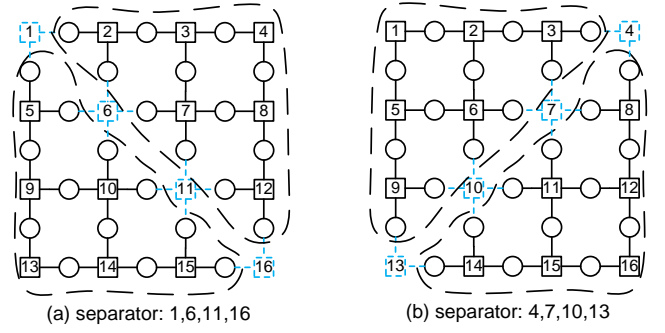 1 2 3 4 1 2 3 4
5 6 7 8 5 6 7 8
9 10 11 12 9 10 11 12
13 14 15 16 13 14 15 16
(a) separator: 1,6,11,16 (b) separator: 4,7,10,13